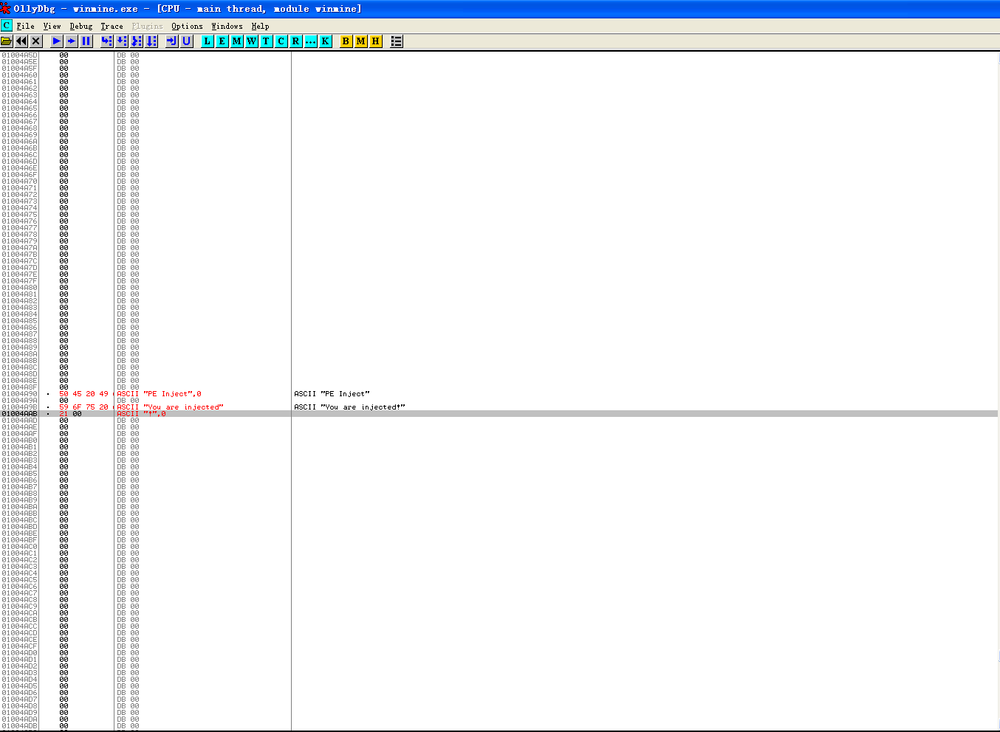 OllyDbg - winmine.exe - [CPU - main thread, module winmine]
C File View Debug Trace Plugins Options Windows Help
U L E M W T C R ... K B M H
01004A5D 00 DB 00
01004A5E 00 DB 00
01004A5F 00 DB 00
01004A60 00 DB 00
01004A61 00 DB 00
01004A62 00 DB 00
01004A63 00 DB 00
01004A64 00 DB 00
01004A65 00 DB 00
01004A66 00 DB 00
01004A67 00 DB 00
01004A68 00 DB 00
01004A69 00 DB 00
01004A6A 00 DB 00
01004A6B 00 DB 00
01004A6C 00 DB 00
01004A6D 00 DB 00
01004A6E 00 DB 00
01004A6F 00 DB 00
01004A70 00 DB 00
01004A71 00 DB 00
01004A72 00 DB 00
01004A73 00 DB 00
01004A74 00 DB 00
01004A75 00 DB 00
01004A76 00 DB 00
01004A77 00 DB 00
01004A78 00 DB 00
01004A79 00 DB 00
01004A7A 00 DB 00
01004A7B 00 DB 00
01004A7C 00 DB 00
01004A7D 00 DB 00
01004A7E 00 DB 00
01004A7F 00 DB 00
01004A80 00 DB 00
01004A81 00 DB 00
01004A82 00 DB 00
01004A83 00 DB 00
01004A84 00 DB 00
01004A85 00 DB 00
01004A86 00 DB 00
01004A87 00 DB 00
01004A88 00 DB 00
01004A89 00 DB 00
01004A8A 00 DB 00
01004A8B 00 DB 00
01004A8C 00 DB 00
01004A8D 00 DB 00
01004A8E 00 DB 00
01004A8F 00 DB 00
01004A90 . 50 45 20 49 ASCII "PE Inject",0 ASCII "PE Inject"
01004A9A 00 DB 00
01004A9B . 59 6F 75 20 ASCII "You are injected" ASCII "You are injected!"
01004AAB . 21 00 ASCII "!",0
01004AAD 00 DB 00
01004AAE 00 DB 00
01004AAF 00 DB 00
01004AB0 00 DB 00
01004AB1 00 DB 00
01004AB2 00 DB 00
01004AB3 00 DB 00
01004AB4 00 DB 00
01004AB5 00 DB 00
01004AB6 00 DB 00
01004AB7 00 DB 00
01004AB8 00 DB 00
01004AB9 00 DB 00
01004ABA 00 DB 00
01004ABB 00 DB 00
01004ABC 00 DB 00
01004ABD 00 DB 00
01004ABE 00 DB 00
01004ABF 00 DB 00
01004AC0 00 DB 00
01004AC1 00 DB 00
01004AC2 00 DB 00
01004AC3 00 DB 00
01004AC4 00 DB 00
01004AC5 00 DB 00
01004AC6 00 DB 00
01004AC7 00 DB 00
01004AC8 00 DB 00
01004AC9 00 DB 00
01004ACA 00 DB 00
01004ACB 00 DB 00
01004ACC 00 DB 00
01004ACD 00 DB 00
01004ACE 00 DB 00
01004ACF 00 DB 00
01004AD0 00 DB 00
01004AD1 00 DB 00
01004AD2 00 DB 00
01004AD3 00 DB 00
01004AD4 00 DB 00
01004AD5 00 DB 00
01004AD6 00 DB 00
01004AD7 00 DB 00
01004AD8 00 DB 00
01004AD9 00 DB 00
01004ADA 00 DB 00
01004ADB 00 DB 00